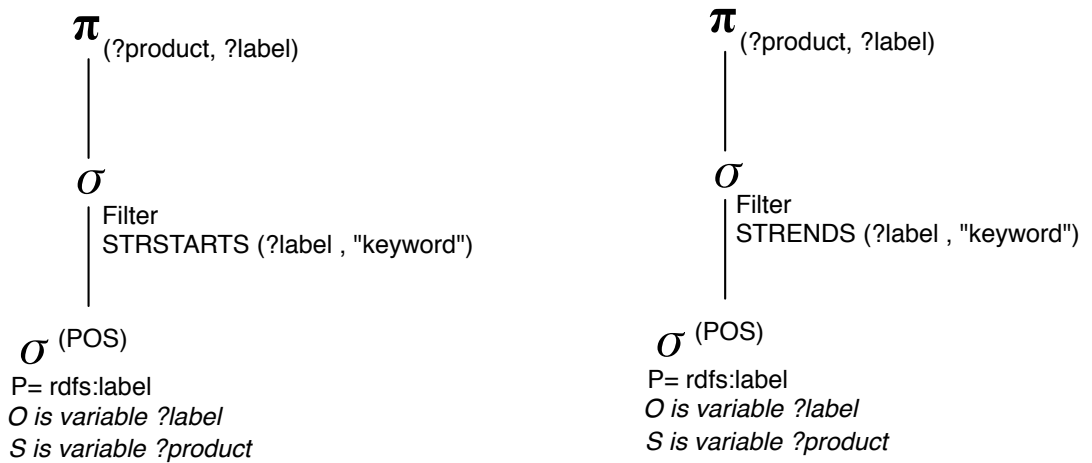 π (?product, ?label)
σ
Filter
STRSTARTS (?label , "keyword")
σ (POS)
P= rdfs:label
O is variable ?label
S is variable ?product
π (?product, ?label)
σ
Filter
STRENDS (?label , "keyword")
σ (POS)
P= rdfs:label
O is variable ?label
S is variable ?product